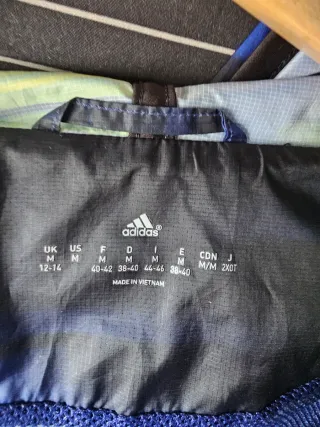 adidas
UK US F D I E CDN J
M M M M M M M/M 2XOT
12-14 40-42 38-40 44-46 38-40
MADE IN VIETNAM